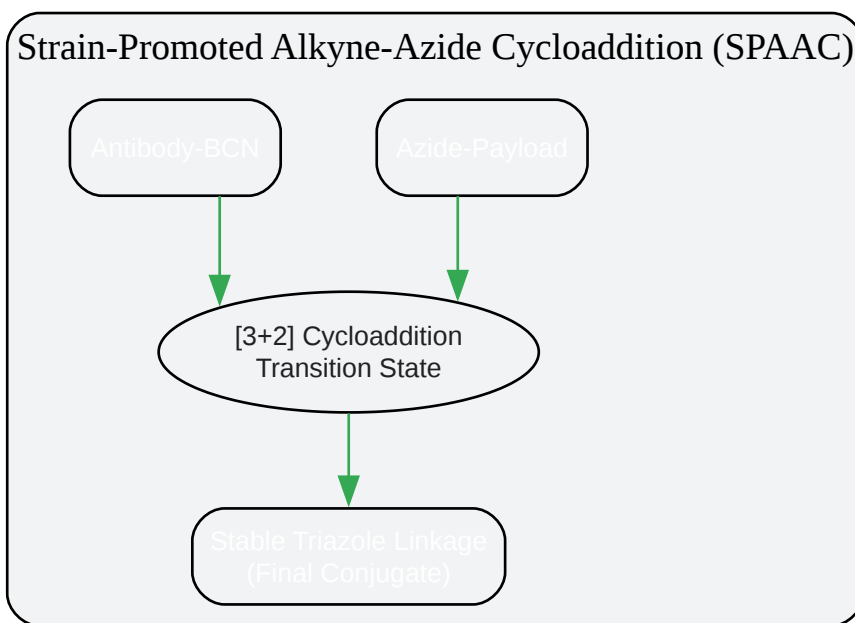 Strain-Promoted Alkyne-Azide Cycloaddition (SPAAC)
Antibody-BCN
Azide-Payload
[3+2] Cycloaddition
Transition State
Stable Triazole Linkage
(Final Conjugate)